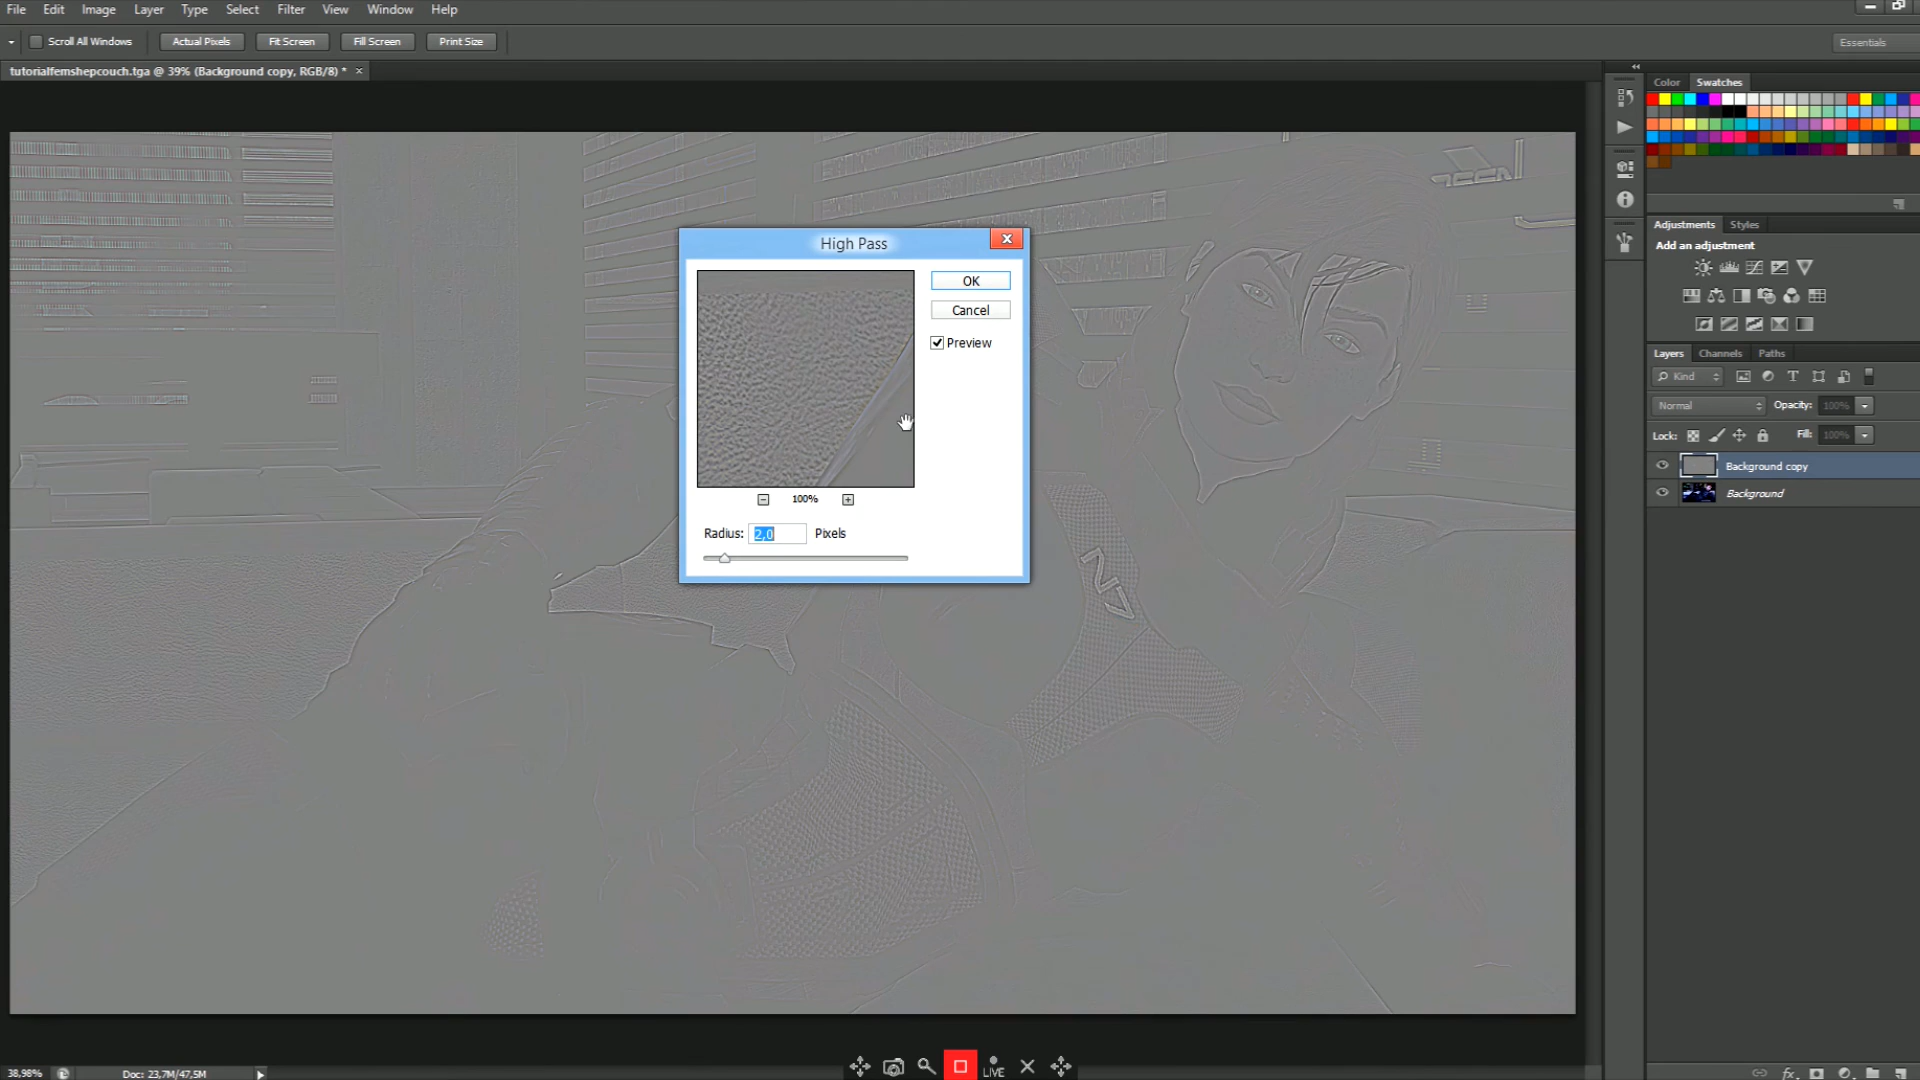 File Edit Image Layer Type Select Filter View Window Help
Scroll All Windows Actual Pixels Fit Screen Fill Screen Print Size
Essentials
tutorialfemshepcouch.tga @ 39% (Background copy, RGB/8) * ×
Color Swatches
Adjustments Styles
Add an adjustment
Layers Channels Paths
Kind
Normal Opacity: 100%
Lock: Fill: 100%
Background copy
Background
High Pass
OK
Cancel
Preview
100%
Radius: 2,0 Pixels
N7
38,98% Doc: 23,7M/47,5M
LIVE
fx